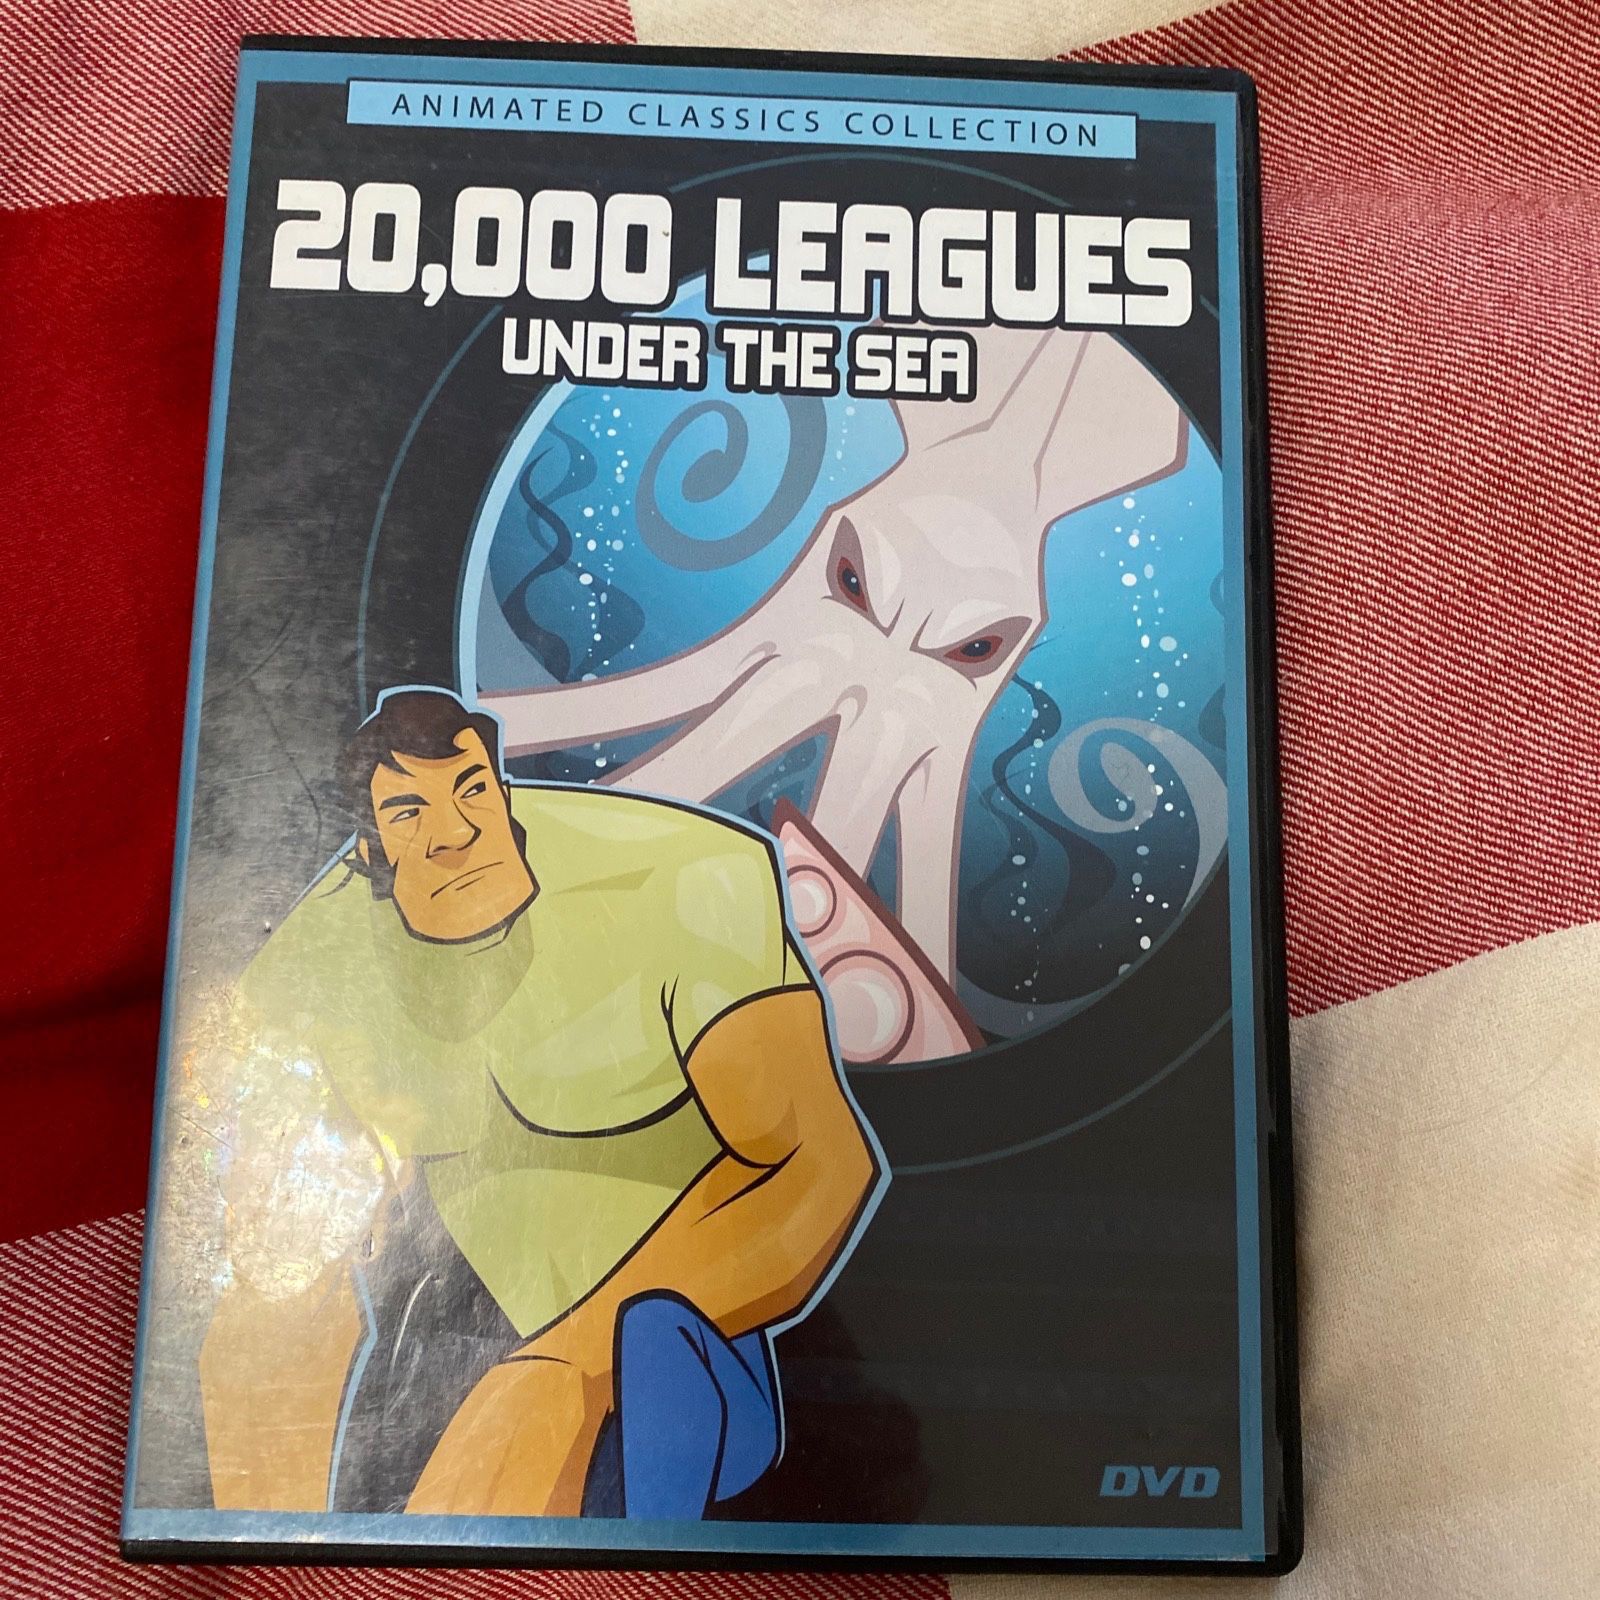 ANIMATED CLASSICS COLLECTION
20,000 LEAGUES
UNDER THE SEA
DVD